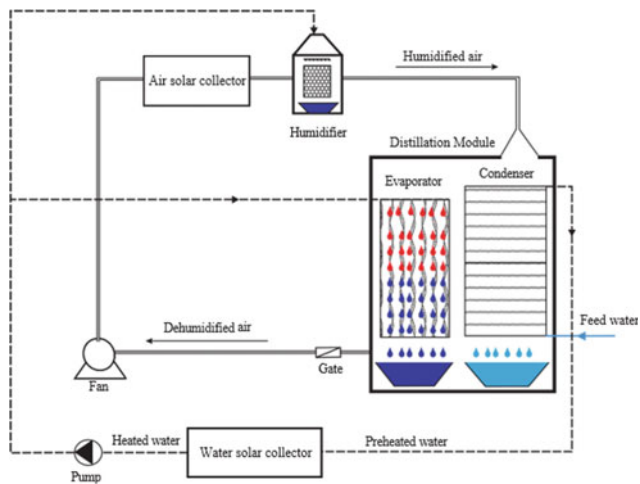 Air solar collector
Humidified air
Humidifier
Distillation Module
Evaporator
Condenser
Feed water
Dehumidified air
Gate
Fan
Heated water
Water solar collector
Preheated water
Pump